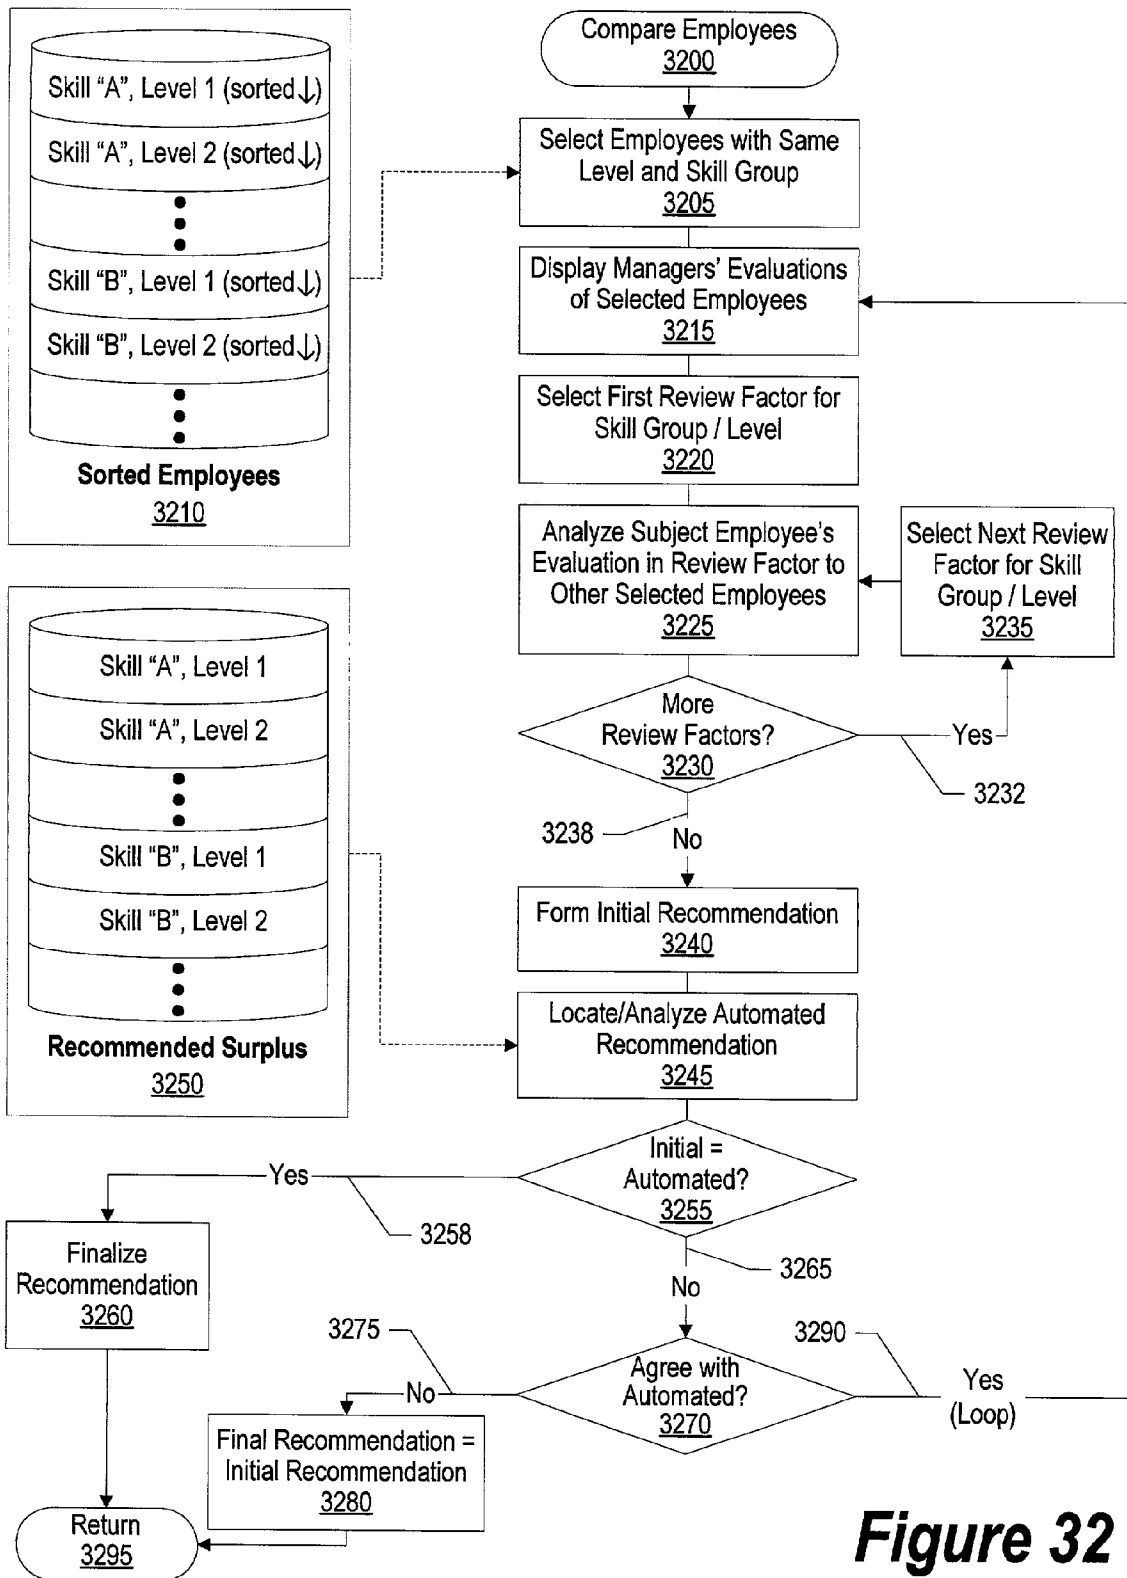 Compare Employees
3200
Skill "A", Level 1 (sorted↓)
Skill "A", Level 2 (sorted↓)
Skill "B", Level 1 (sorted↓)
Skill "B", Level 2 (sorted↓)
Sorted Employees
3210
Select Employees with Same
Level and Skill Group
3205
Display Managers' Evaluations
of Selected Employees
3215
Select First Review Factor for
Skill Group / Level
3220
Analyze Subject Employee's
Evaluation in Review Factor to
Other Selected Employees
3225
Select Next Review
Factor for Skill
Group / Level
3235
More
Review Factors?
3230
Yes
3232
3238
No
Skill "A", Level 1
Skill "A", Level 2
Skill "B", Level 1
Skill "B", Level 2
Recommended Surplus
3250
Form Initial Recommendation
3240
Locate/Analyze Automated
Recommendation
3245
Initial =
Automated?
3255
Yes
3258
3265
No
Finalize
Recommendation
3260
3275
3290
Agree with
Automated?
3270
No
Yes
(Loop)
Final Recommendation =
Initial Recommendation
3280
Return
3295
Figure 32